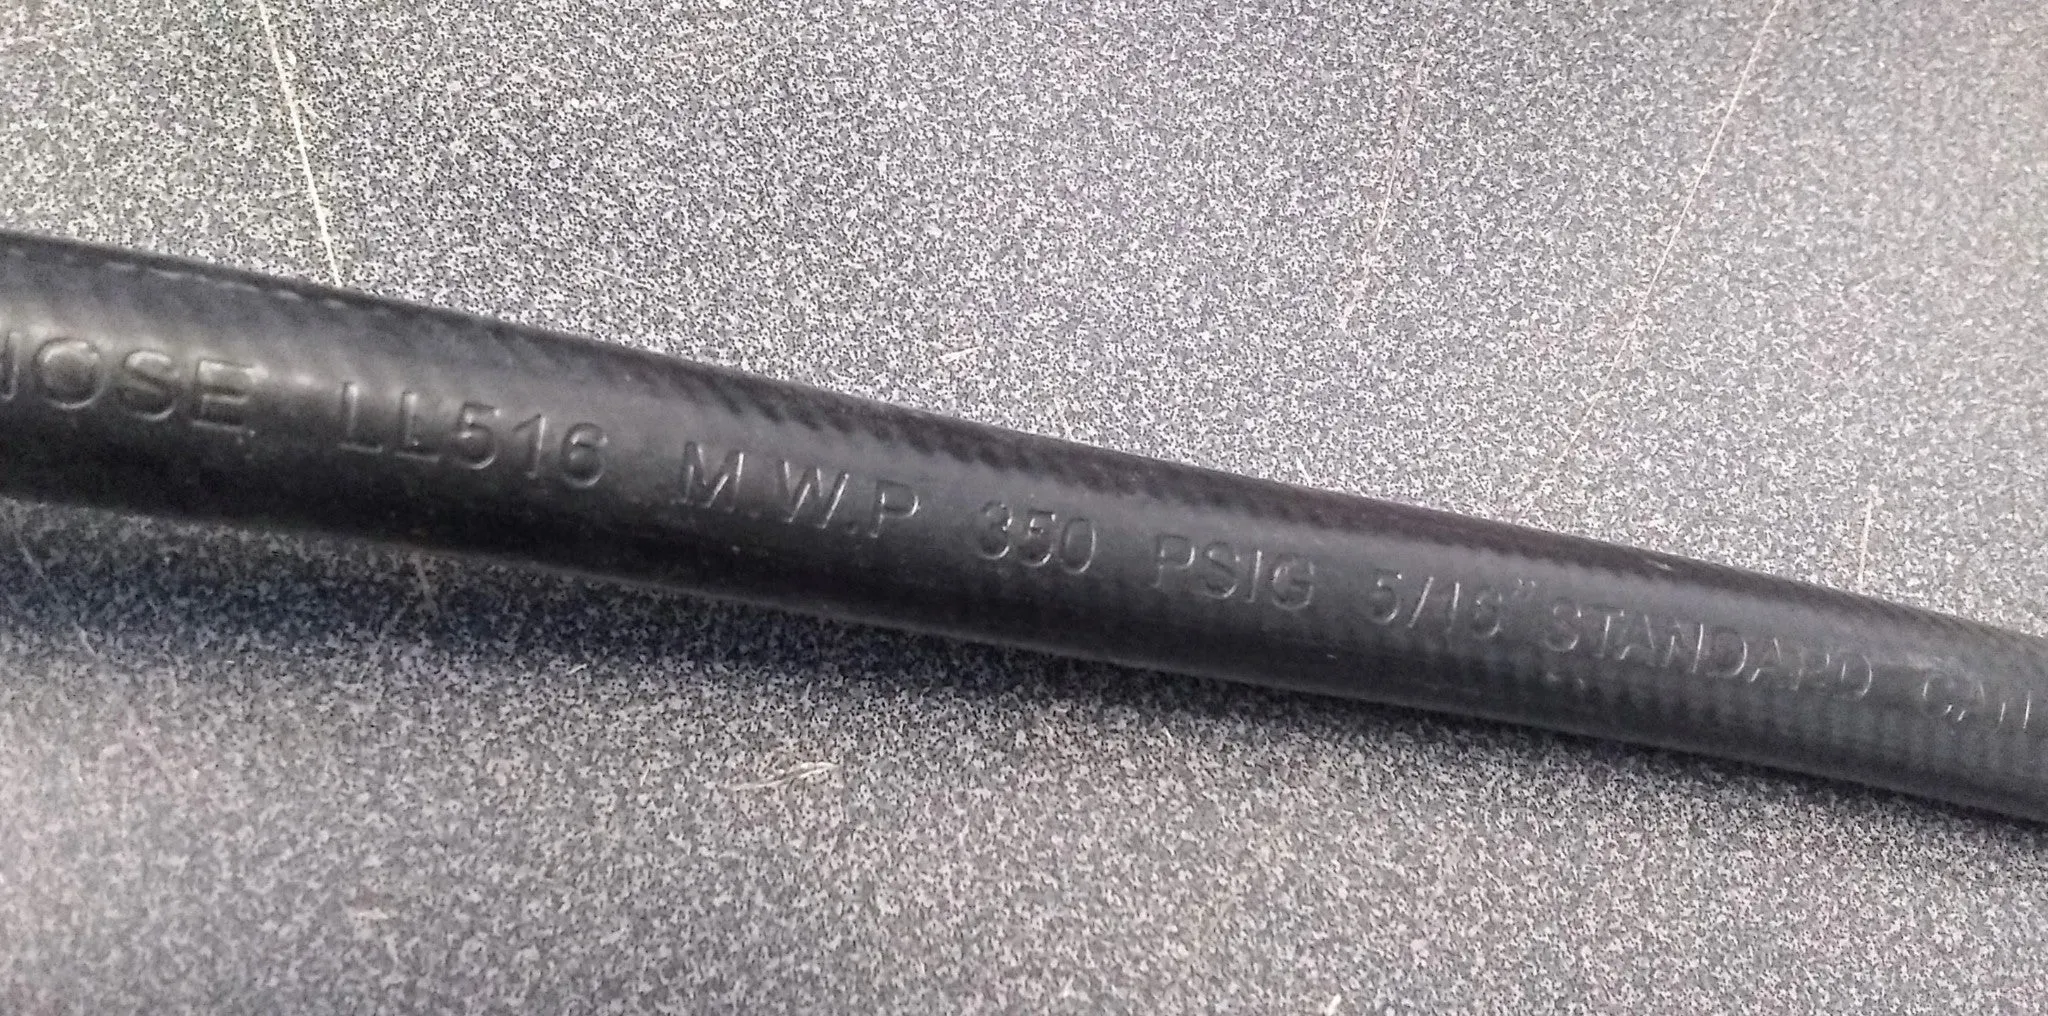 HOSE LL516 M.W.P 350 PSIG 5/16" STANDARD